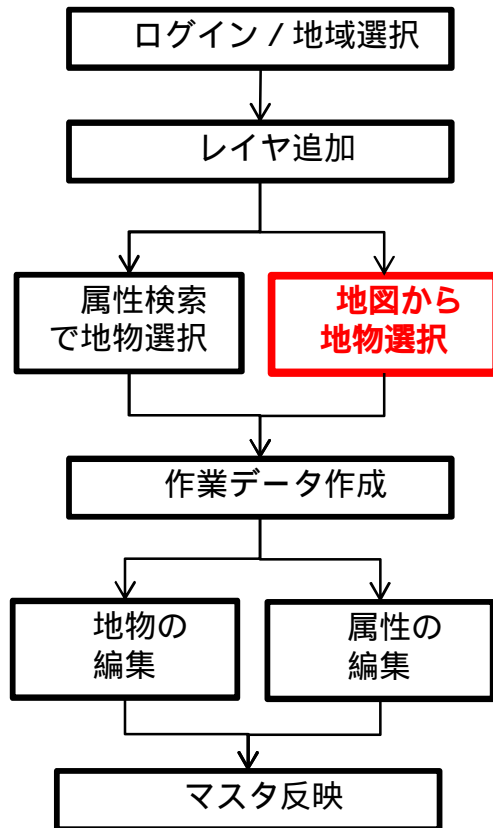 ログイン / 地域選択
レイヤ追加
属性検索
で地物選択
地図から
地物選択
作業データ作成
地物の
編集
属性の
編集
マスタ反映